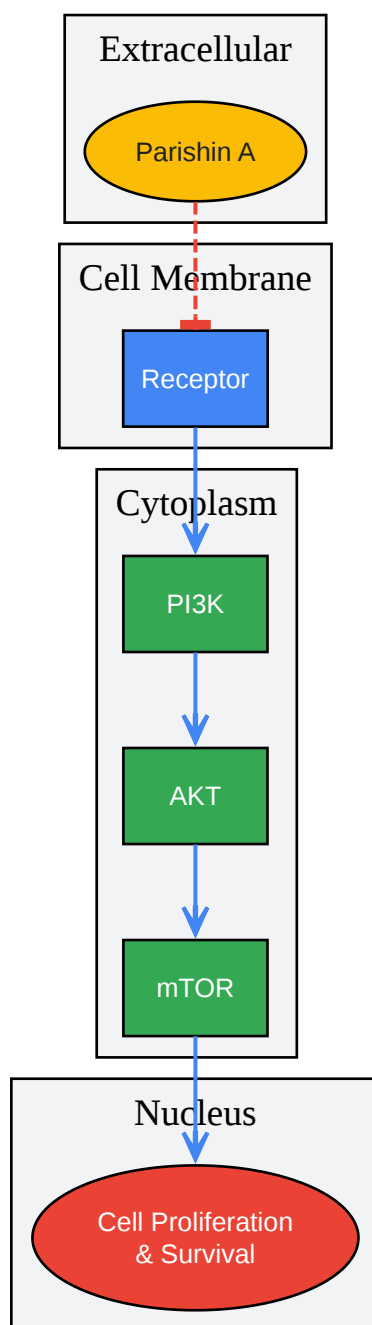 Extracellular
Parishin A
Cell Membrane
Receptor
Cytoplasm
PI3K
AKT
mTOR
Nucleus
Cell Proliferation
& Survival